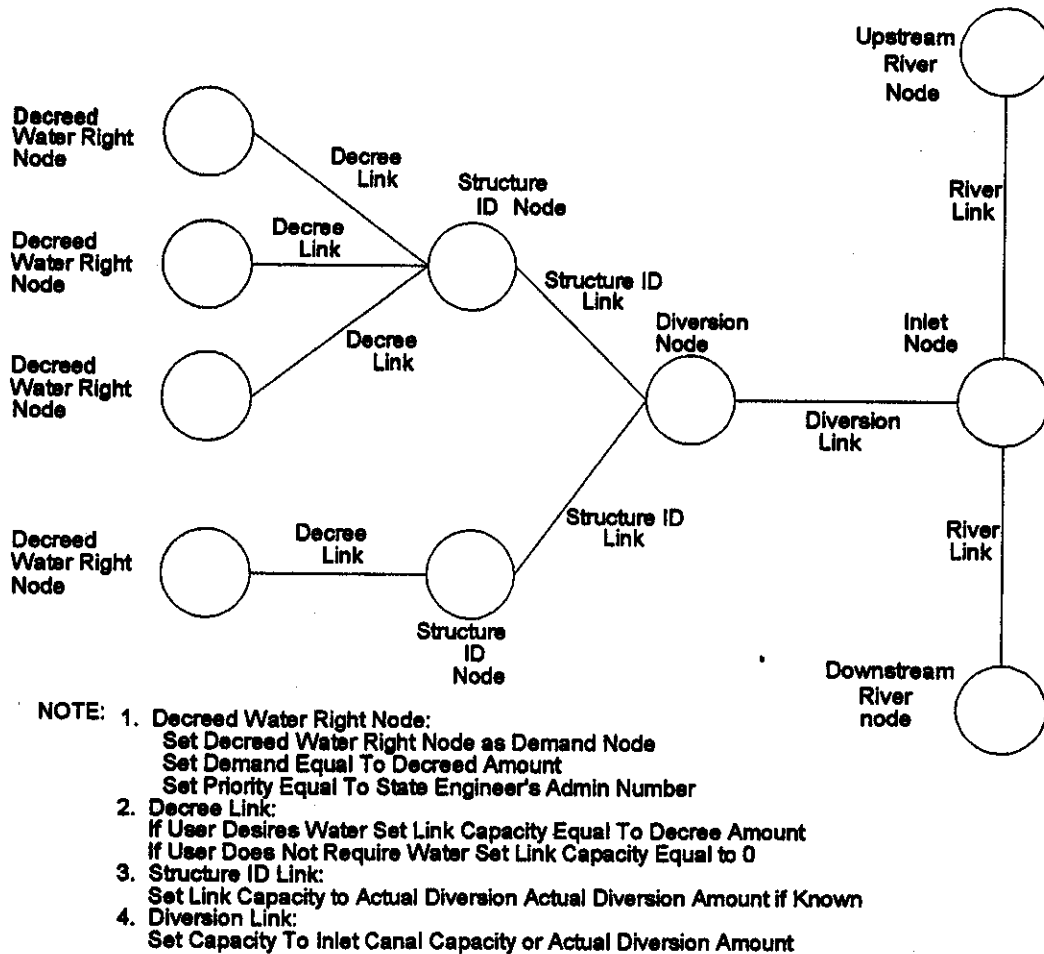 Upstream
River
Node
Decreed
Water Right
Node
Decree
Link
Structure
ID Node
River
Link
Decreed
Water Right
Node
Decree
Link
Structure ID
Link
Diversion
Node
Inlet
Node
Decreed
Water Right
Node
Decree
Link
Diversion
Link
Decreed
Water Right
Node
Decree
Link
Structure ID
Link
River
Link
Structure
ID
Node
Downstream
River
node
NOTE: 1. Decreed Water Right Node:
Set Decreed Water Right Node as Demand Node
Set Demand Equal To Decreed Amount
Set Priority Equal To State Engineer's Admin Number
2. Decree Link:
If User Desires Water Set Link Capacity Equal To Decree Amount
If User Does Not Require Water Set Link Capacity Equal to 0
3. Structure ID Link:
Set Link Capacity to Actual Diversion Actual Diversion Amount if Known
4. Diversion Link:
Set Capacity To Inlet Canal Capacity or Actual Diversion Amount